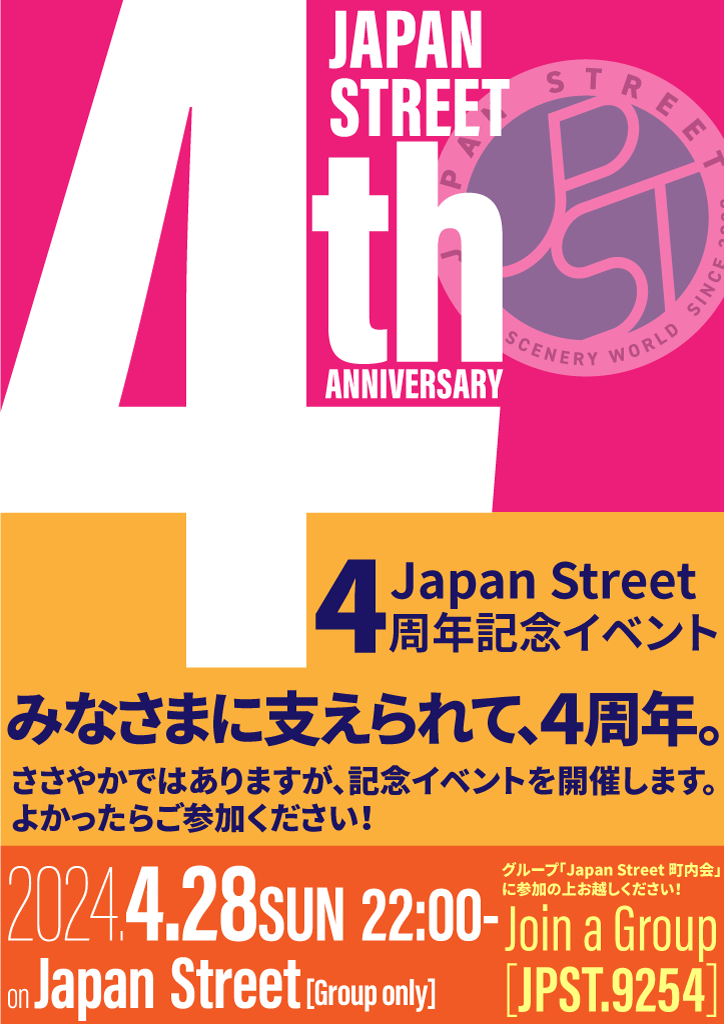 JAPAN
STREET
4th
ANNIVERSARY
JAPAN STREET
JPST
SCENERY WORLD SINCE
Japan Street
4周年記念イベント
みなさまに支えられて、4周年。
ささやかではありますが、記念イベントを開催します。
よかったらご参加ください!
2024.4.28SUN 22:00-
on Japan Street[Group only]
グループ「Japan Street 町内会」
に参加の上お越しください!
Join a Group
[JPST.9254]